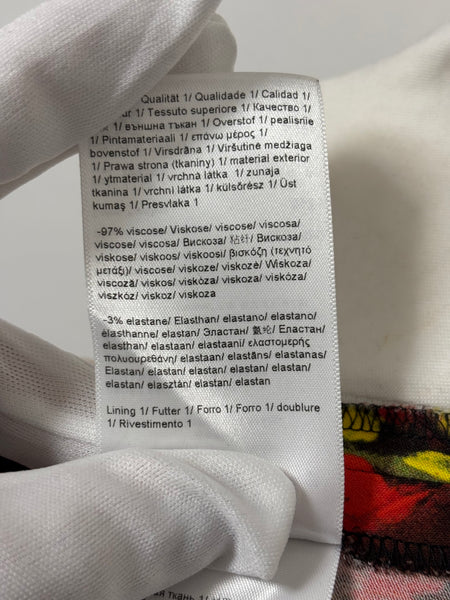 Qualität 1/ Qualidade 1/ Calidad 1/
1/ Tessuto superiore 1/ Качество 1/
1/ външна тъкан 1/ Overstof 1/ pealisriie
1/ Pintamateriaali 1/ επάνω μέρος 1/
bovenstof 1/ Virsdrāna 1/ Viršutinė medžiaga
1/ Prawa strona (tkaniny) 1/ material exterior
1/ ytmaterial 1/ vrchná látka 1/ zunaja
tkanina 1/ vrchní látka 1/ külsőrész 1/ Üst
kumaş 1/ Presvlaka 1
-97% viscose/ Viskose/ viscose/ viscosa/
viscose/ viscosa/ Вискоза/ 粘纤/ Вискоза/
viskose/ viskoos/ viskoosi/ βισκόζη (τεχνητό
μετάξι)/ viscose/ viskoze/ viskozė/ Wiskoza/
viscoză/ viskos/ viskóza/ viskoza/ viskóza/
viszkóz/ viskoz/ viskoza
-3% elastane/ Elasthan/ elastano/ elastano/
élasthanne/ elastan/ Эластан/ 氨纶/ Еластан/
elasthan/ elastaan/ elastaani/ ελαστομερής
πολυουρεθάνη/ elastaan/ elastāns/ elastanas/
Elastan/ elastan/ elastan/ elastan/ elastan/
elastan/ elasztán/ elastan/ elastan
Lining 1/ Futter 1/ Forro 1/ Forro 1/ doublure
1/ Rivestimento 1
ткань 1/